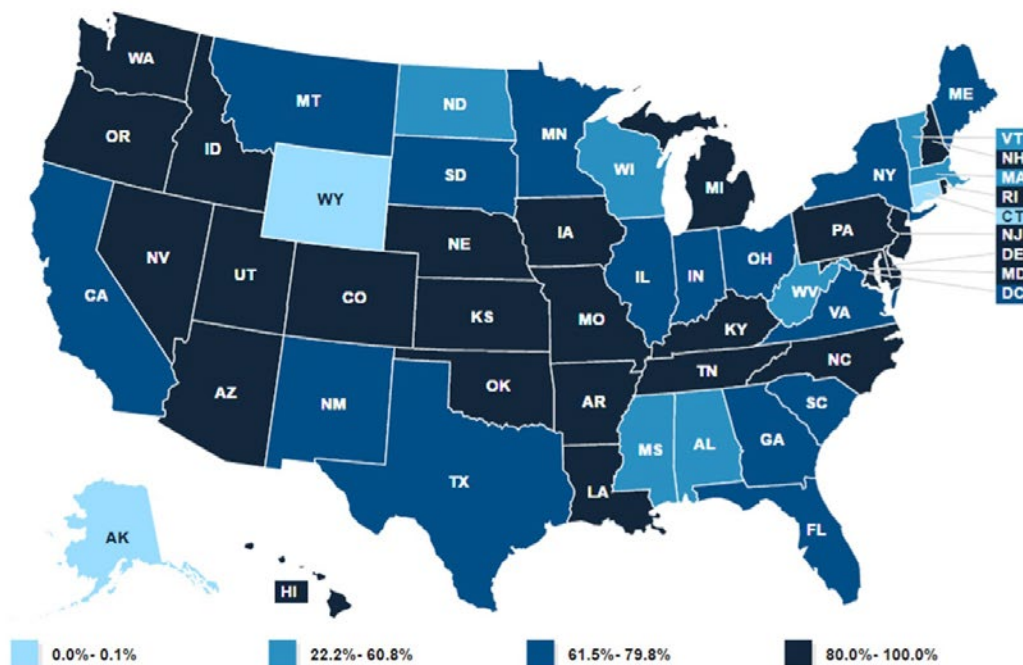 WA
OR
ID
MT
ND
MN
SD
WY
WI
MI
NY
ME
VT
NH
MA
RI
CT
NJ
DE
MD
DC
NE
IA
PA
NV
UT
CO
CA
KS
MO
IL
IN
OH
WV
VA
KY
NC
TN
AZ
NM
OK
AR
SC
MS
AL
GA
TX
LA
FL
AK
HI
0.0%- 0.1%
22.2%- 60.8%
61.5%- 79.8%
80.0%- 100.0%